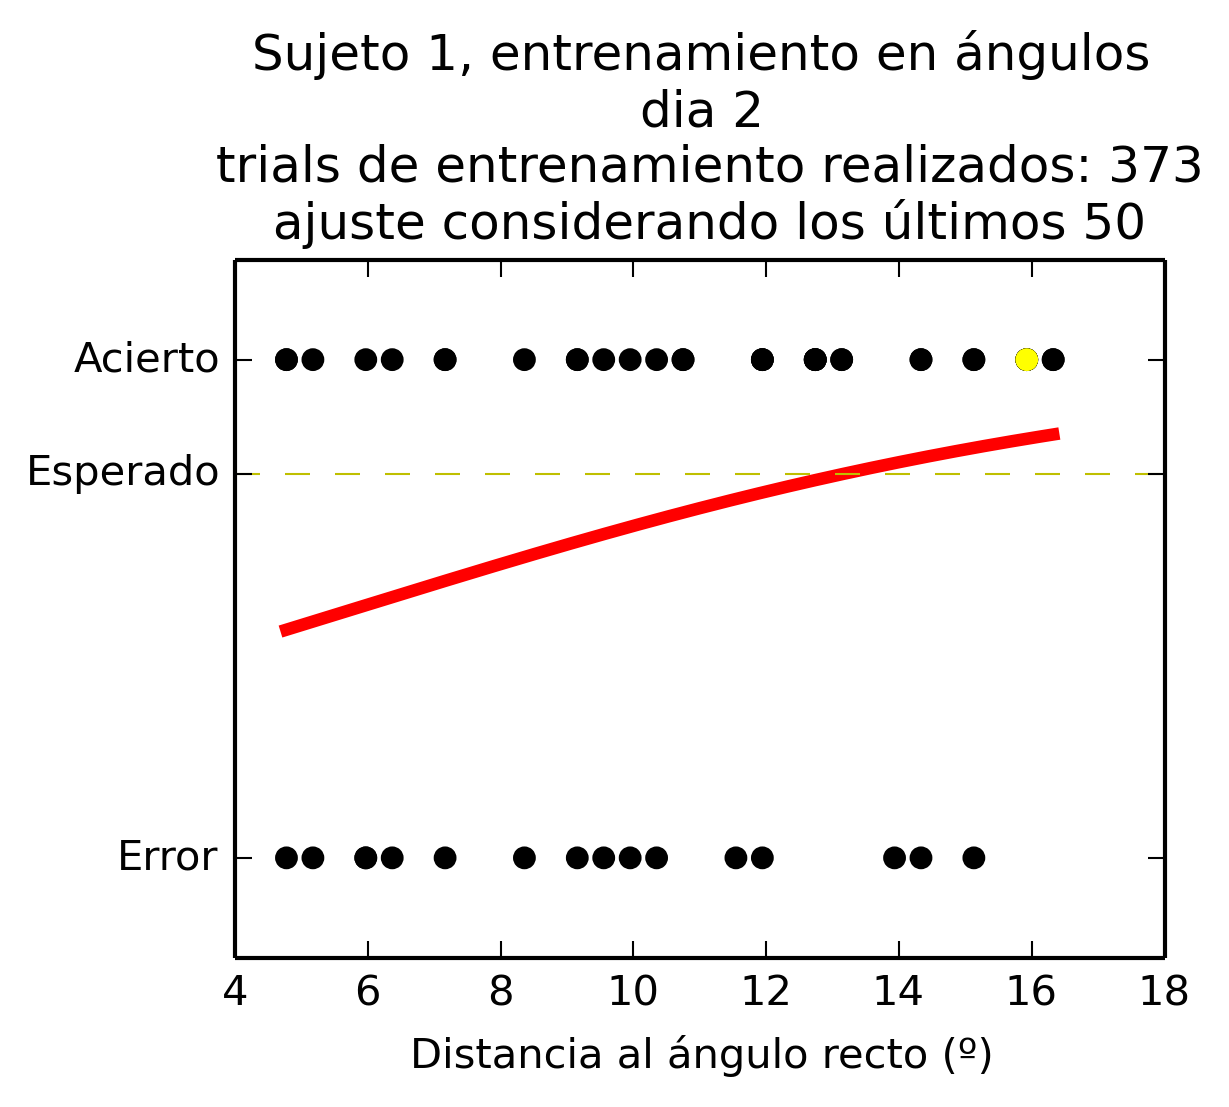 Sujeto 1, entrenamiento en ángulos
dia 2
trials de entrenamiento realizados: 373
ajuste considerando los últimos 50
Acierto
Esperado
Error
4 6 8 10 12 14 16 18
Distancia al ángulo recto (º)